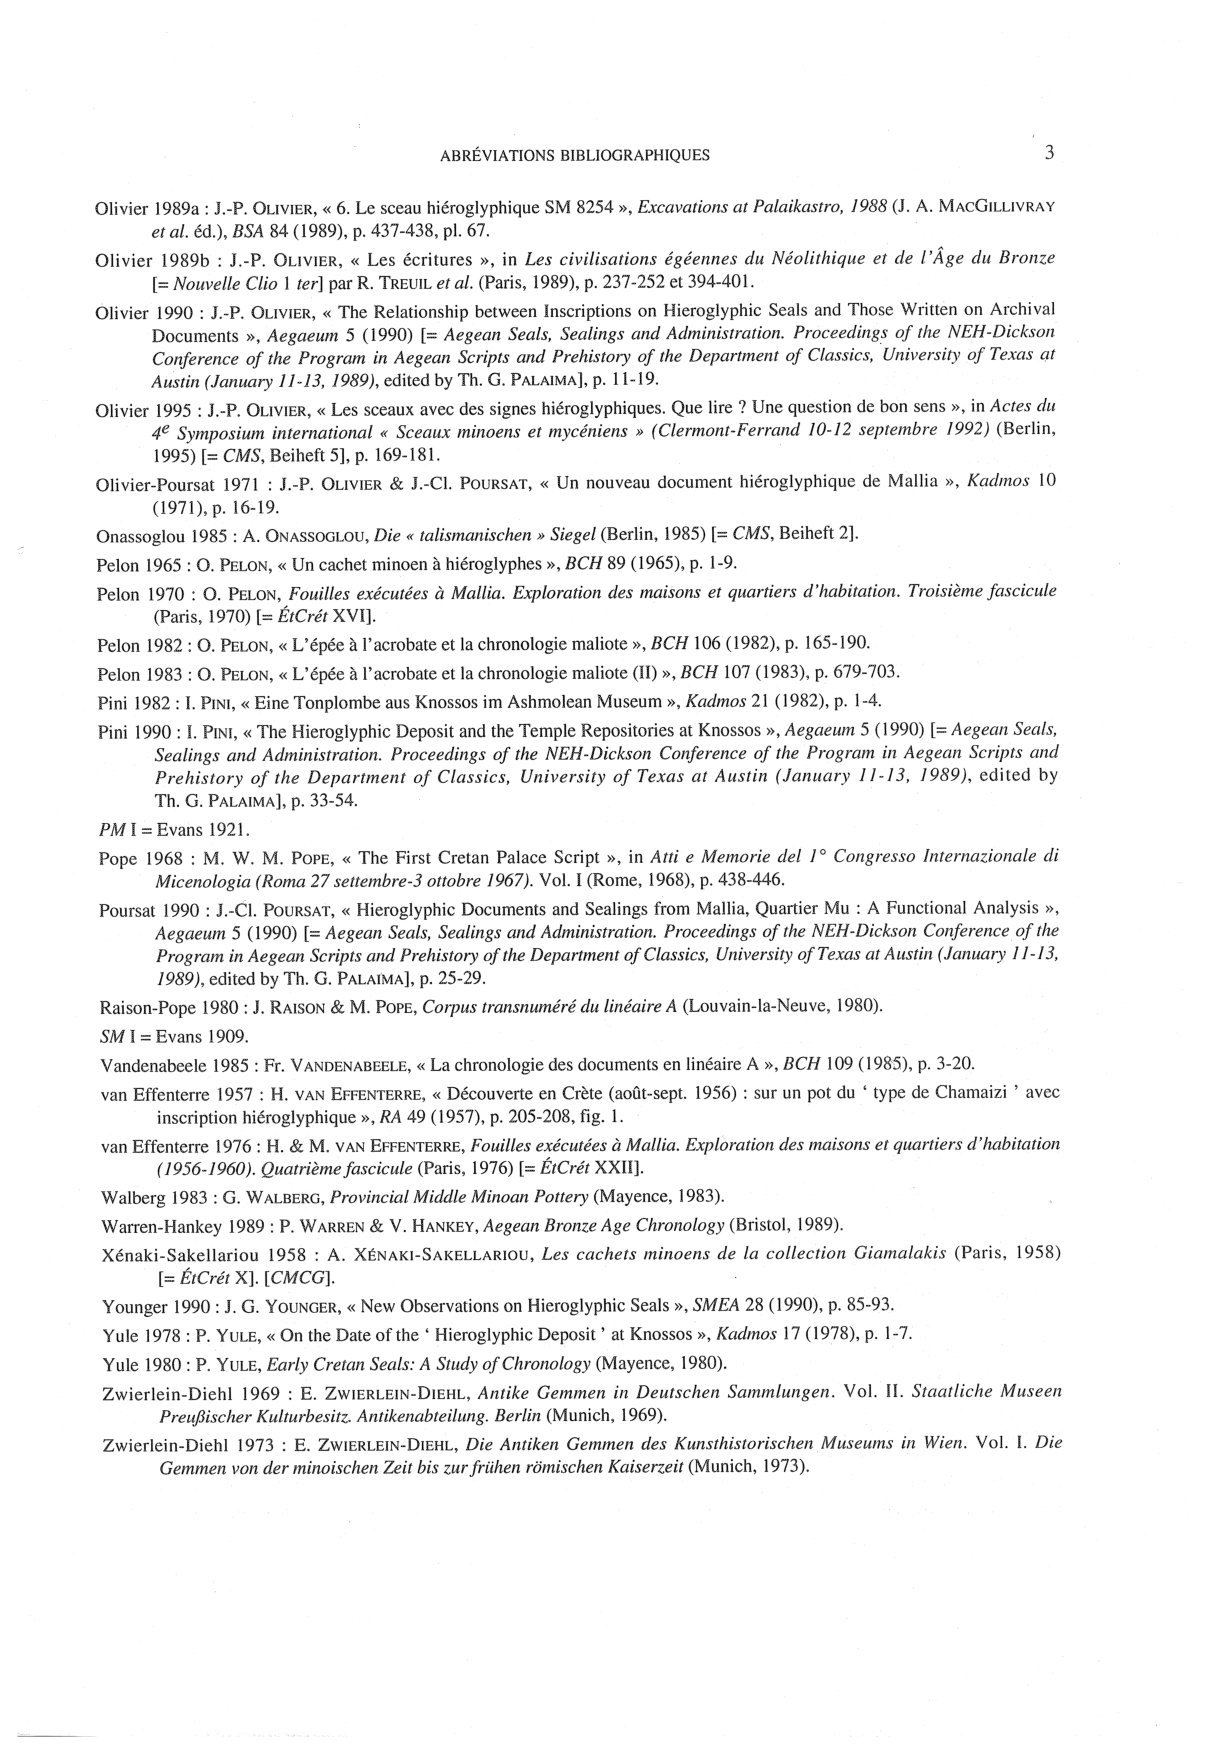 ABRÉVIATIONS BIBLIOGRAPHIQUES 3
Olivier 1989a : J.-P. OLIVIER, « 6. Le sceau hiéroglyphique SM 8254 », Excavations at Palaikastro, 1988 (J. A. MACGILLIVRAY
et al. éd.), BSA 84 (1989), p. 437-438, pl. 67.
Olivier 1989b : J.-P. OLIVIER, « Les écritures », in Les civilisations égéennes du Néolithique et de l'Âge du Bronze
[= Nouvelle Clio 1 ter] par R. TREUIL et al. (Paris, 1989), p. 237-252 et 394-401.
Olivier 1990 : J.-P. OLIVIER, « The Relationship between Inscriptions on Hieroglyphic Seals and Those Written on Archival
Documents », Aegaeum 5 (1990) [= Aegean Seals, Sealings and Administration. Proceedings of the NEH-Dickson
Conference of the Program in Aegean Scripts and Prehistory of the Department of Classics, University of Texas at
Austin (January 11-13, 1989), edited by Th. G. PALAIMA], p. 11-19.
Olivier 1995 : J.-P. OLIVIER, « Les sceaux avec des signes hiéroglyphiques. Que lire ? Une question de bon sens », in Actes du
4e Symposium international « Sceaux minoens et mycéniens » (Clermont-Ferrand 10-12 septembre 1992) (Berlin,
1995) [= CMS, Beiheft 5], p. 169-181.
Olivier-Poursat 1971 : J.-P. OLIVIER & J.-Cl. POURSAT, « Un nouveau document hiéroglyphique de Mallia », Kadmos 10
(1971), p. 16-19.
Onassoglou 1985 : A. ONASSOGLOU, Die « talismanischen » Siegel (Berlin, 1985) [= CMS, Beiheft 2].
Pelon 1965 : O. PELON, « Un cachet minoen à hiéroglyphes », BCH 89 (1965), p. 1-9.
Pelon 1970 : O. PELON, Fouilles exécutées à Mallia. Exploration des maisons et quartiers d'habitation. Troisième fascicule
(Paris, 1970) [= ÉtCrét XVI].
Pelon 1982 : O. PELON, « L'épée à l'acrobate et la chronologie maliote », BCH 106 (1982), p. 165-190.
Pelon 1983 : O. PELON, « L'épée à l'acrobate et la chronologie maliote (II) », BCH 107 (1983), p. 679-703.
Pini 1982 : I. PINI, « Eine Tonplombe aus Knossos im Ashmolean Museum », Kadmos 21 (1982), p. 1-4.
Pini 1990 : I. PINI, « The Hieroglyphic Deposit and the Temple Repositories at Knossos », Aegaeum 5 (1990) [= Aegean Seals,
Sealings and Administration. Proceedings of the NEH-Dickson Conference of the Program in Aegean Scripts and
Prehistory of the Department of Classics, University of Texas at Austin (January 11-13, 1989), edited by
Th. G. PALAIMA], p. 33-54.
PM I = Evans 1921.
Pope 1968 : M. W. M. POPE, « The First Cretan Palace Script », in Atti e Memorie del 1° Congresso Internazionale di
Micenologia (Roma 27 settembre-3 ottobre 1967). Vol. I (Rome, 1968), p. 438-446.
Poursat 1990 : J.-Cl. POURSAT, « Hieroglyphic Documents and Sealings from Mallia, Quartier Mu : A Functional Analysis »,
Aegaeum 5 (1990) [= Aegean Seals, Sealings and Administration. Proceedings of the NEH-Dickson Conference of the
Program in Aegean Scripts and Prehistory of the Department of Classics, University of Texas at Austin (January 11-13,
1989), edited by Th. G. PALAIMA], p. 25-29.
Raison-Pope 1980 : J. RAISON & M. POPE, Corpus transnuméré du linéaire A (Louvain-la-Neuve, 1980).
SM I = Evans 1909.
Vandenabeele 1985 : Fr. VANDENABEELE, « La chronologie des documents en linéaire A », BCH 109 (1985), p. 3-20.
van Effenterre 1957 : H. VAN EFFENTERRE, « Découverte en Crète (août-sept. 1956) : sur un pot du ‘ type de Chamaizi ’ avec
inscription hiéroglyphique », RA 49 (1957), p. 205-208, fig. 1.
van Effenterre 1976 : H. & M. VAN EFFENTERRE, Fouilles exécutées à Mallia. Exploration des maisons et quartiers d'habitation
(1956-1960). Quatrième fascicule (Paris, 1976) [= ÉtCrét XXII].
Walberg 1983 : G. WALBERG, Provincial Middle Minoan Pottery (Mayence, 1983).
Warren-Hankey 1989 : P. WARREN & V. HANKEY, Aegean Bronze Age Chronology (Bristol, 1989).
Xénaki-Sakellariou 1958 : A. XÉNAKI-SAKELLARIOU, Les cachets minoens de la collection Giamalakis (Paris, 1958)
[= ÉtCrét X]. [CMCG].
Younger 1990 : J. G. YOUNGER, « New Observations on Hieroglyphic Seals », SMEA 28 (1990), p. 85-93.
Yule 1978 : P. YULE, « On the Date of the ‘ Hieroglyphic Deposit ’ at Knossos », Kadmos 17 (1978), p. 1-7.
Yule 1980 : P. YULE, Early Cretan Seals: A Study of Chronology (Mayence, 1980).
Zwierlein-Diehl 1969 : E. ZWIERLEIN-DIEHL, Antike Gemmen in Deutschen Sammlungen. Vol. II. Staatliche Museen
Preußischer Kulturbesitz. Antikenabteilung. Berlin (Munich, 1969).
Zwierlein-Diehl 1973 : E. ZWIERLEIN-DIEHL, Die Antiken Gemmen des Kunsthistorischen Museums in Wien. Vol. I. Die
Gemmen von der minoischen Zeit bis zur frühen römischen Kaiserzeit (Munich, 1973).